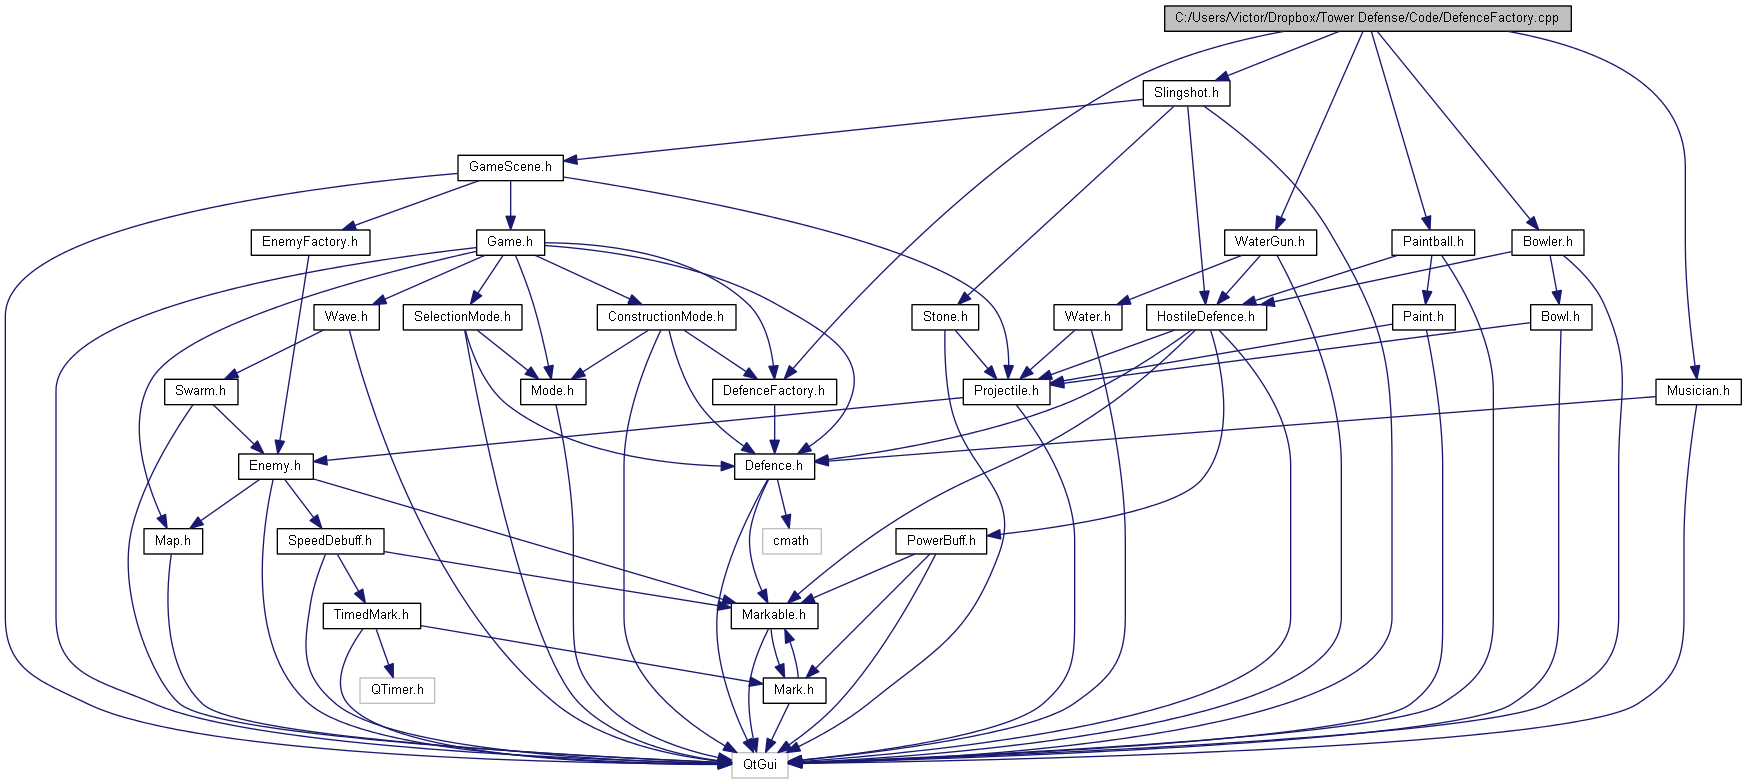 C:/Users/Victor/Dropbox/Tower Defense/Code/DefenceFactory.cpp
Slingshot.h
GameScene.h
EnemyFactory.h
Game.h
WaterGun.h
Paintball.h
Bowler.h
Wave.h
SelectionMode.h
ConstructionMode.h
Stone.h
Water.h
HostileDefence.h
Paint.h
Bowl.h
Swarm.h
Mode.h
DefenceFactory.h
Projectile.h
Musician.h
Enemy.h
Defence.h
Map.h
SpeedDebuff.h
cmath
PowerBuff.h
TimedMark.h
Markable.h
QTimer.h
Mark.h
QtGui